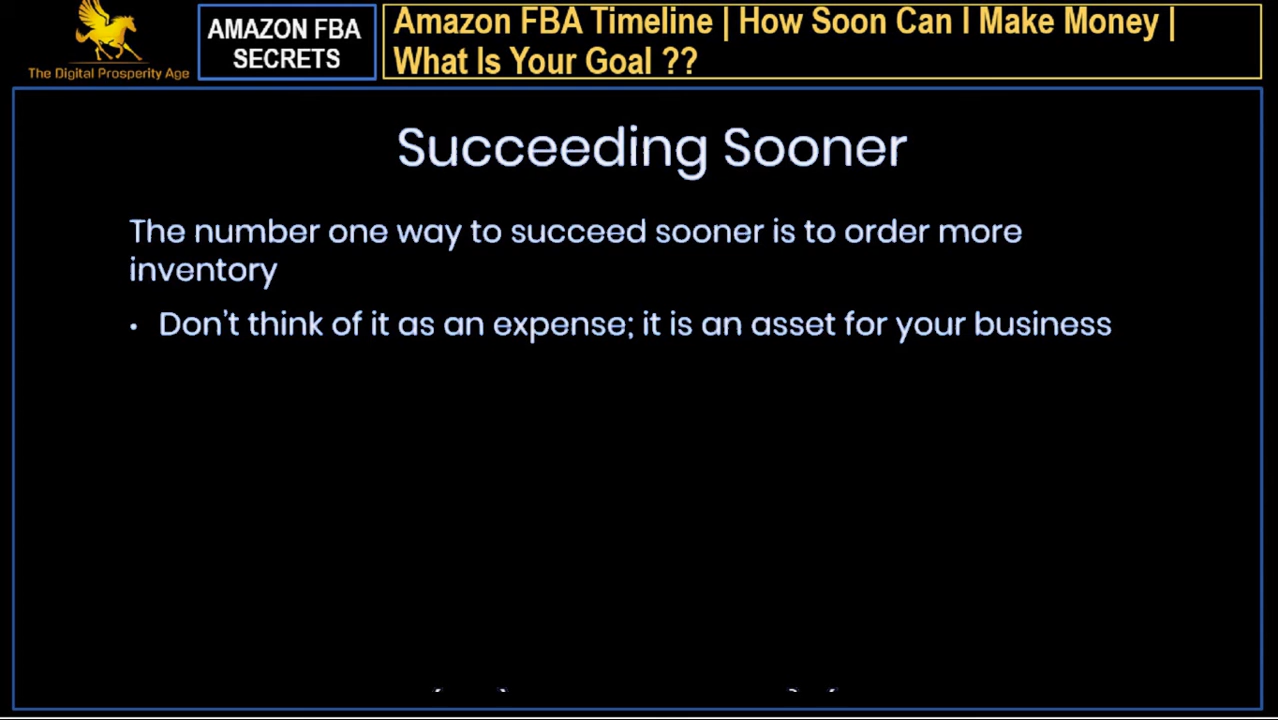 The Digital Prosperity Age
AMAZON FBA
SECRETS
Amazon FBA Timeline | How Soon Can I Make Money |
What Is Your Goal ??
Succeeding Sooner
The number one way to succeed sooner is to order more
inventory
• Don't think of it as an expense; it is an asset for your business